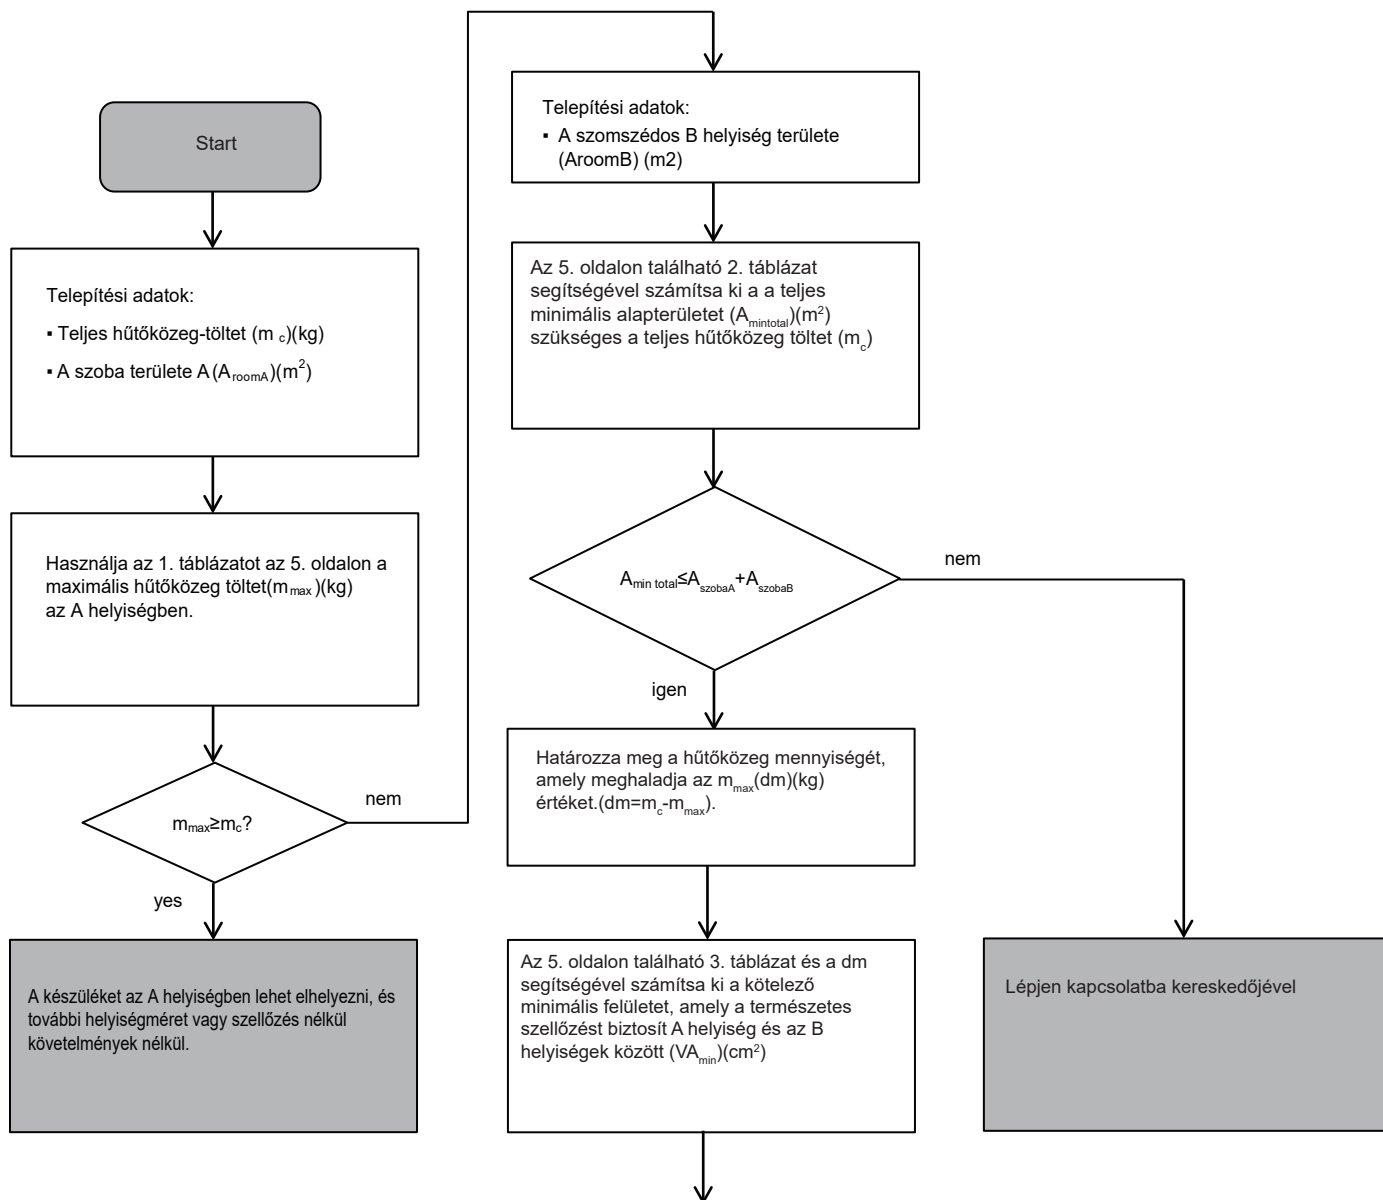 Start
Telepítési adatok:
▪ Teljes hűtőközeg-töltet (m c)(kg)
▪ A szoba területe A (AroomA)(m2)
Használja az 1. táblázatot az 5. oldalon a
maximális hűtőközeg töltet(mmax)(kg)
az A helyiségben.
mmax≥mc?
nem
yes
A készüléket az A helyiségben lehet elhelyezni, és
további helyiségméret vagy szellőzés nélkül
követelmények nélkül.
Telepítési adatok:
▪ A szomszédos B helyiség területe
(AroomB) (m2)
Az 5. oldalon található 2. táblázat
segítségével számítsa ki a a teljes
minimális alapterületet (Amintotal)(m2)
szükséges a teljes hűtőközeg töltet (mc)
Amin total≤AszobaA+AszobaB
nem
igen
Határozza meg a hűtőközeg mennyiségét,
amely meghaladja az mmax(dm)(kg)
értéket.(dm=mc-mmax).
Az 5. oldalon található 3. táblázat és a dm
segítségével számítsa ki a kötelező
minimális felületet, amely a természetes
szellőzést biztosít A helyiség és az B
helyiségek között (VAmin)(cm2)
Lépjen kapcsolatba kereskedőjével